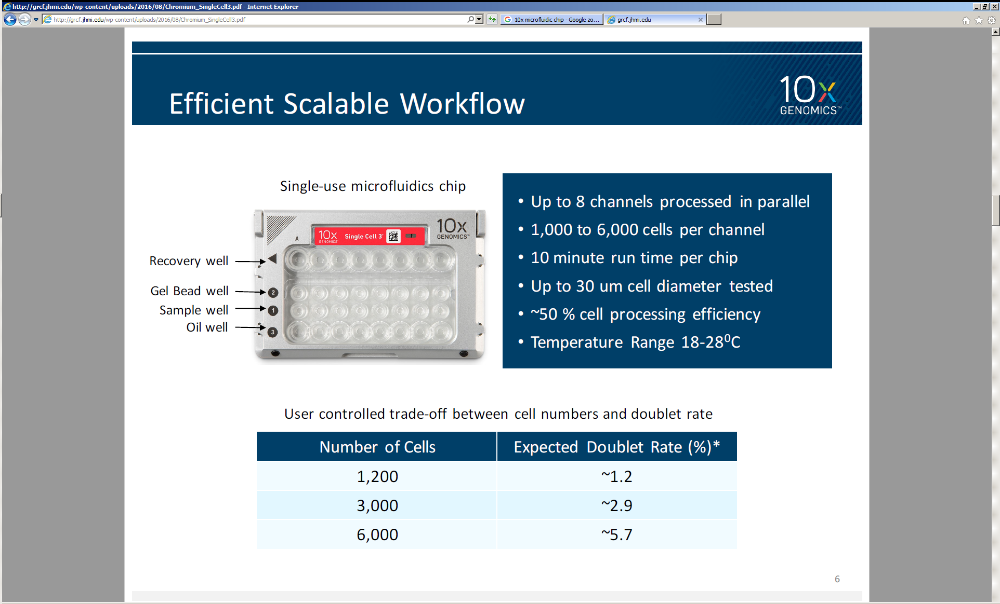 http://grcf.jhmi.edu/wp-content/uploads/2016/08/Chromium_SingleCell3.pdf - Internet Explorer
http://grcf.jhmi.edu/wp-content/uploads/2016/08/Chromium_SingleCell3.pdf
10x microfluidic chip - Google zo...
grcf.jhmi.edu
Efficient Scalable Workflow
10x
GENOMICS™
Single-use microfluidics chip
10x
GENOMICS
Single Cell 3'
10x
GENOMICS™
A
Recovery well
Gel Bead well
2
Sample well
1
Oil well
3
• Up to 8 channels processed in parallel
• 1,000 to 6,000 cells per channel
• 10 minute run time per chip
• Up to 30 um cell diameter tested
• ~50 % cell processing efficiency
• Temperature Range 18-28⁰C
User controlled trade-off between cell numbers and doublet rate
Number of Cells Expected Doublet Rate (%)*
1,200 ~1.2
3,000 ~2.9
6,000 ~5.7
6